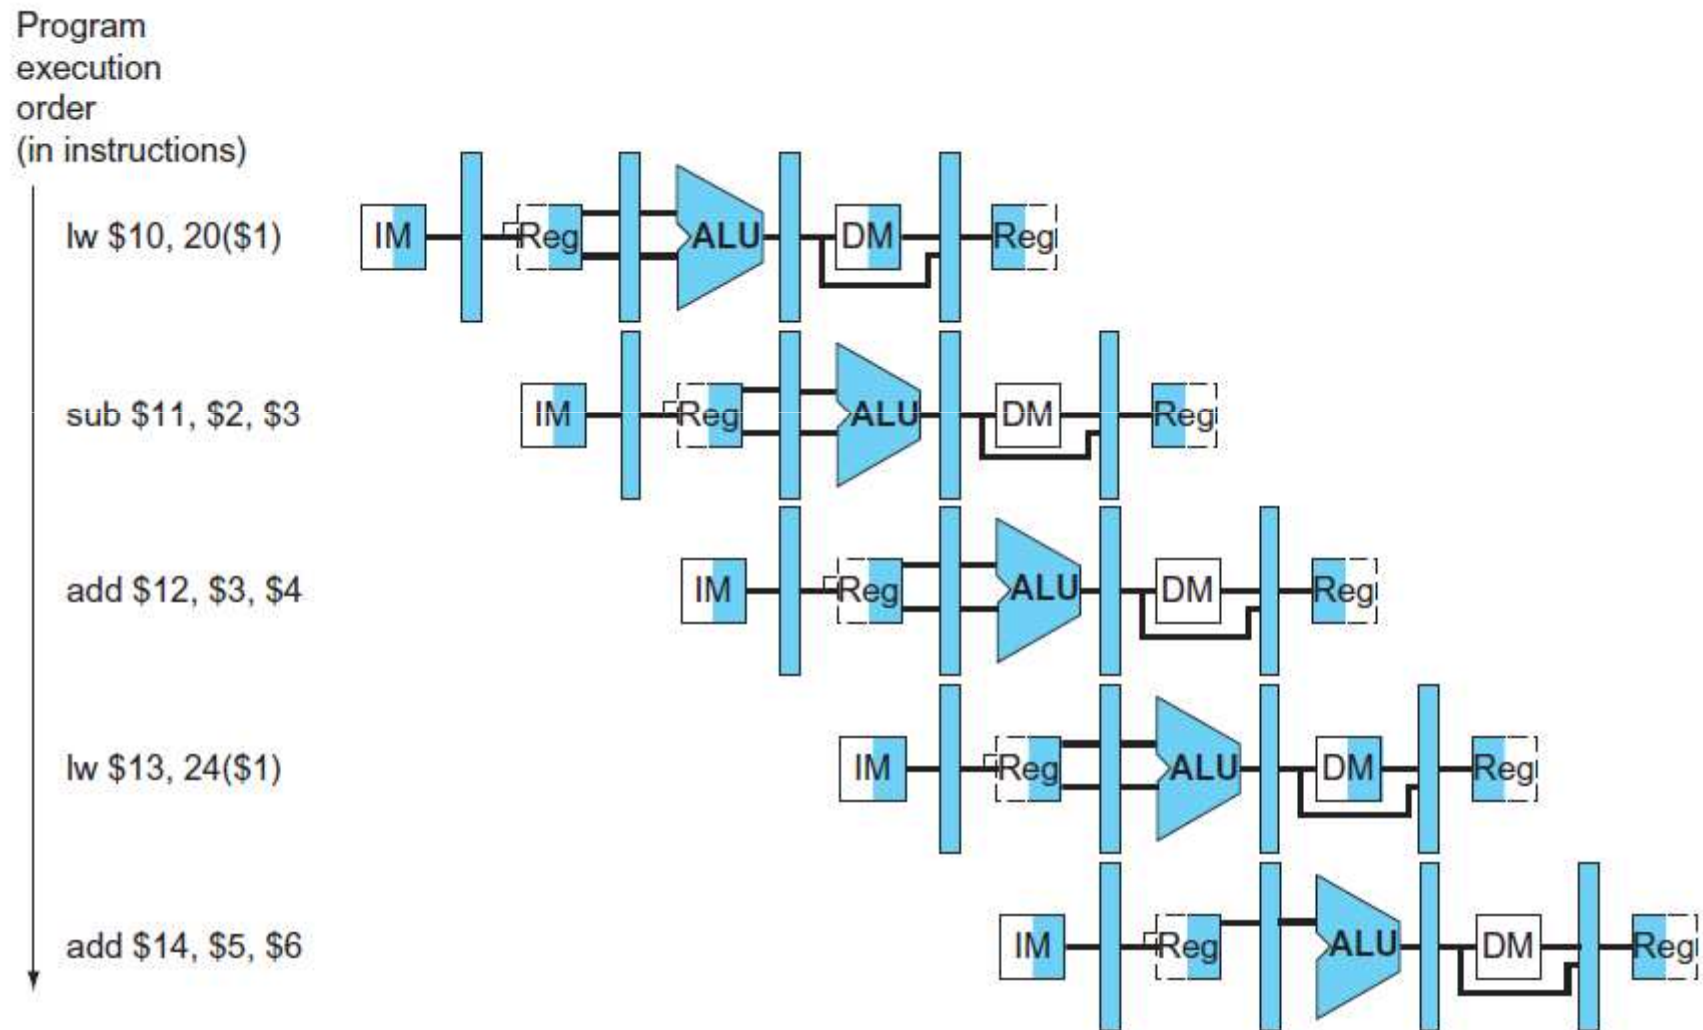 Program
execution
order
(in instructions)
lw $10, 20($1)
IM
Reg
ALU
DM
Reg
sub $11, $2, $3
IM
Reg
ALU
DM
Reg
add $12, $3, $4
IM
Reg
ALU
DM
Reg
lw $13, 24($1)
IM
Reg
ALU
DM
Reg
add $14, $5, $6
IM
Reg
ALU
DM
Reg